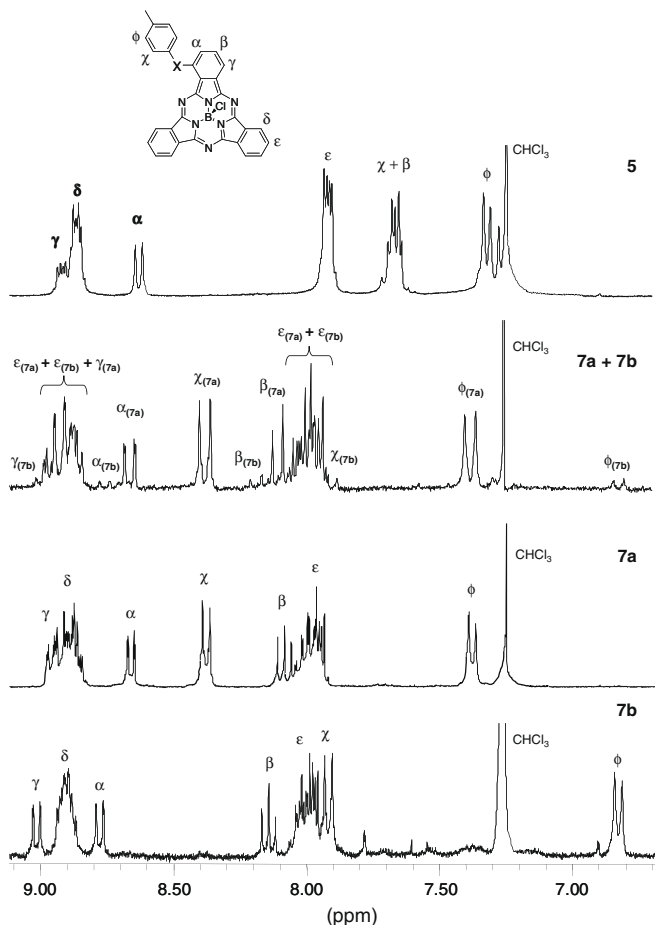 ϕ
χ
α
β
γ
X
N
N
Cl
B
N
N
N
N
δ
ε
5
γ
δ
α
ε
χ + β
ϕ
CHCl3
7a + 7b
ε(7a) + ε(7b) + γ(7a)
γ(7b)
α(7b)
α(7a)
χ(7a)
β(7b)
β(7a)
ε(7a) + ε(7b)
χ(7b)
ϕ(7a)
CHCl3
ϕ(7b)
7a
γ
δ
α
χ
β
ε
ϕ
CHCl3
7b
γ
δ
α
β
ε
χ
CHCl3
ϕ
9.00 8.50 8.00 7.50 7.00
(ppm)